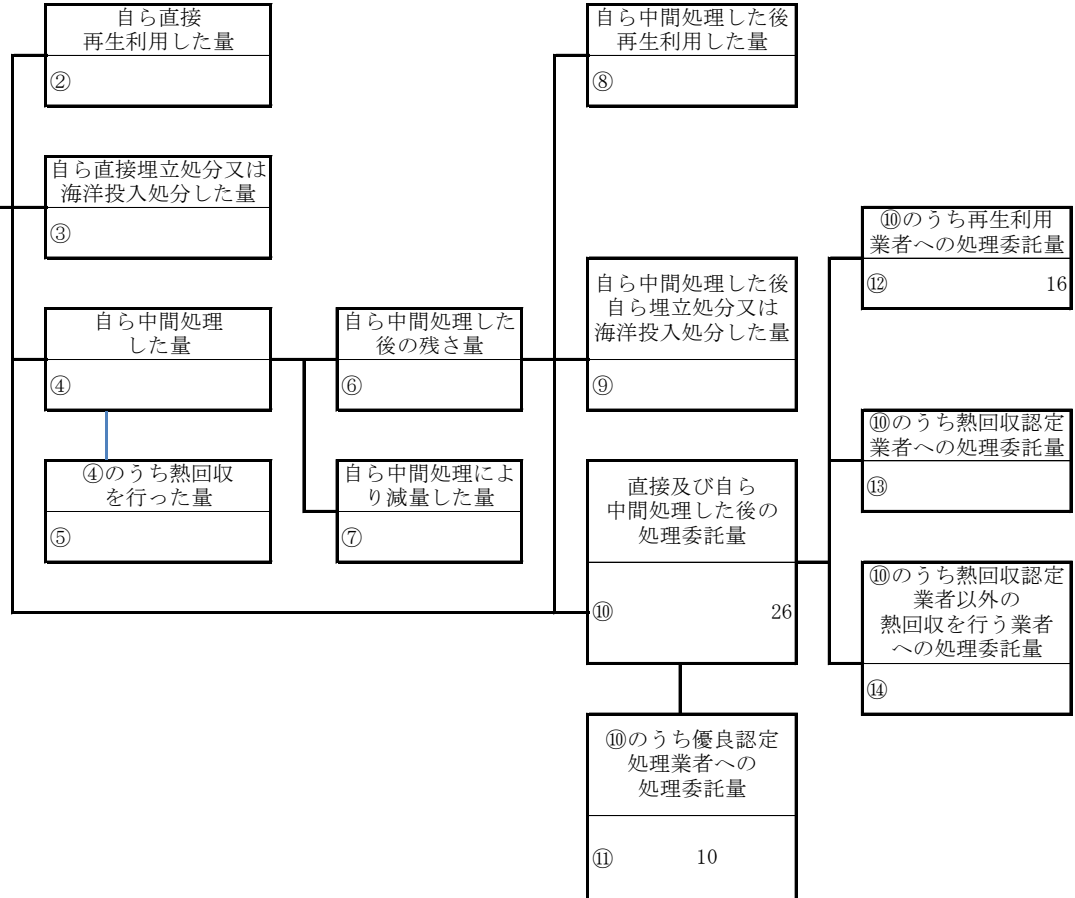 自ら直接
再生利用した量
②
自ら中間処理した後
再生利用した量
⑧
自ら直接埋立処分又は
海洋投入処分した量
③
⑩のうち再生利用
業者への処理委託量
⑫ 16
自ら中間処理した後
自ら埋立処分又は
海洋投入処分した量
⑨
自ら中間処理
した量
④
自ら中間処理した
後の残さ量
⑥
⑩のうち熱回収認定
業者への処理委託量
⑬
④のうち熱回収
を行った量
⑤
自ら中間処理によ
り減量した量
⑦
直接及び自ら
中間処理した後の
処理委託量
⑩ 26
⑩のうち熱回収認定
業者以外の
熱回収を行う業者
への処理委託量
⑭
⑩のうち優良認定
処理業者への
処理委託量
⑪ 10